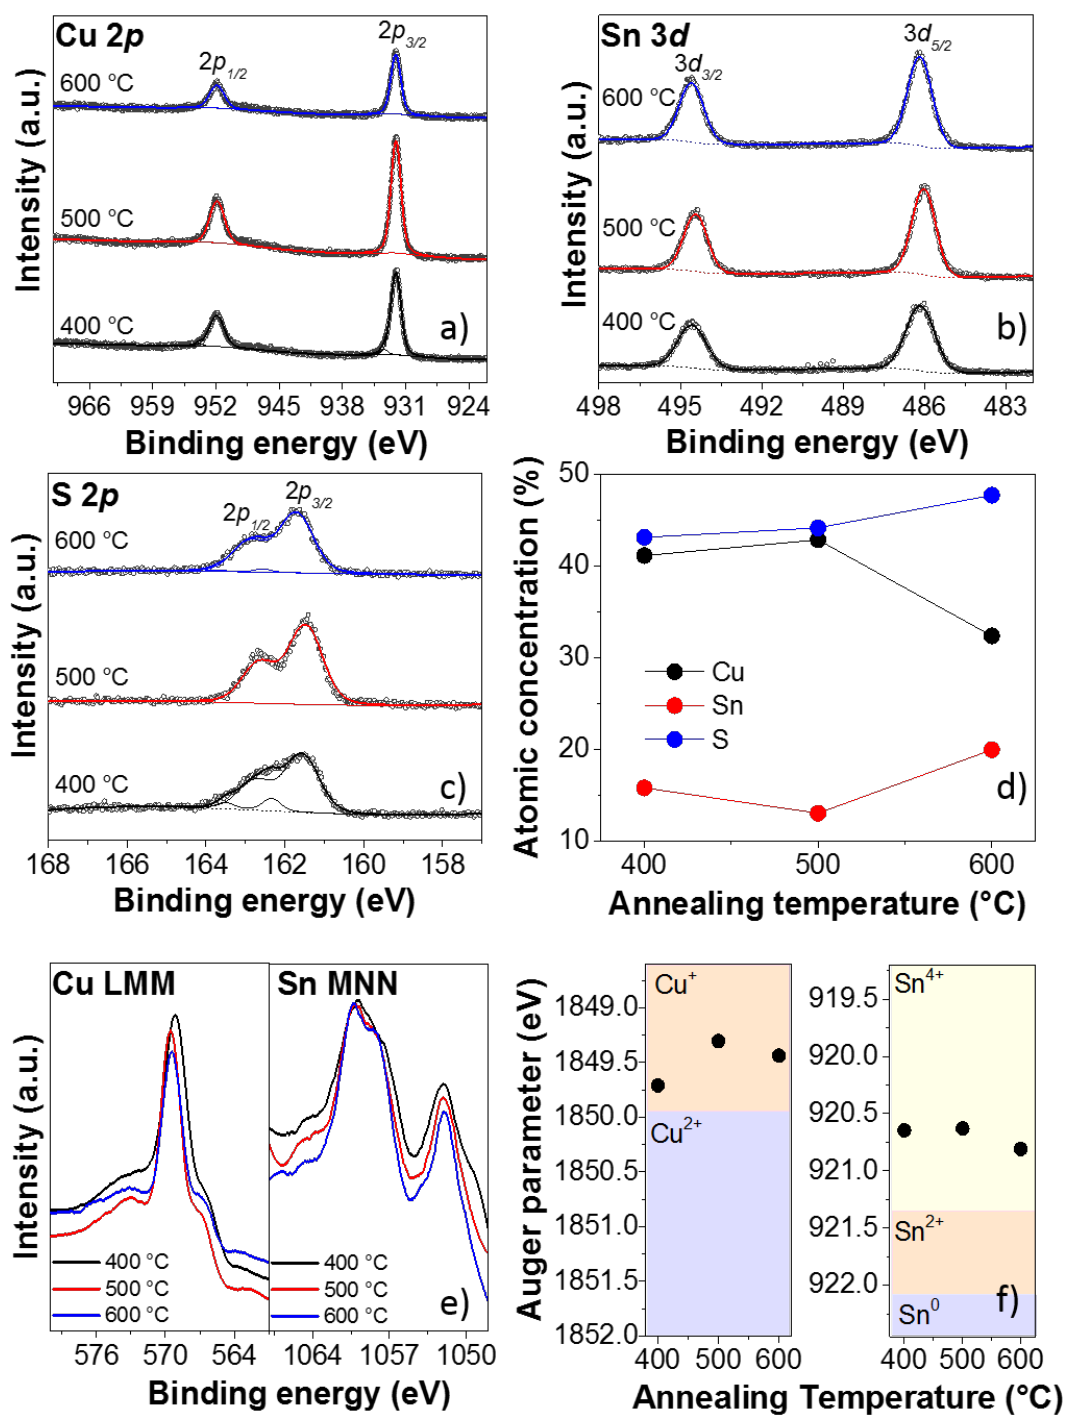 Cu 2p
2p1/2
2p3/2
600 °C
500 °C
400 °C
a)
Intensity (a.u.)
966 959 952 945 938 931 924
Binding energy (eV)
Sn 3d
3d3/2
3d5/2
600 °C
500 °C
400 °C
b)
Intensity (a.u.)
498 495 492 489 486 483
Binding energy (eV)
S 2p
2p1/2
2p3/2
600 °C
500 °C
400 °C
c)
Intensity (a.u.)
168 166 164 162 160 158
Binding energy (eV)
Atomic concentration (%)
50
40
30
20
10
Cu
Sn
S
d)
400 500 600
Annealing temperature (°C)
Cu LMM
Sn MNN
Intensity (a.u.)
400 °C
500 °C
600 °C
400 °C
500 °C
600 °C
e)
576 570 564
1064 1057 1050
Binding energy (eV)
Auger parameter (eV)
1849.0
1849.5
1850.0
1850.5
1851.0
1851.5
1852.0
Cu+
Cu2+
400 500 600
919.5
920.0
920.5
921.0
921.5
922.0
Sn4+
Sn2+
Sn0
f)
400 500 600
Annealing Temperature (°C)